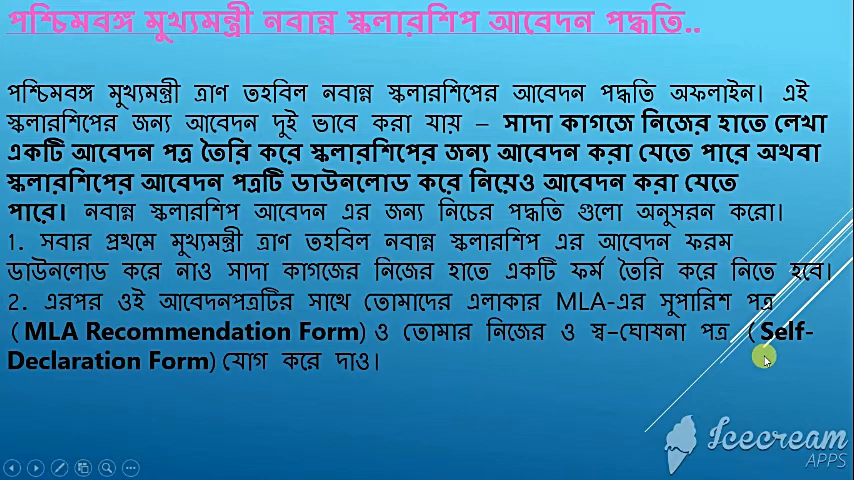 পশ্চিমবঙ্গ মুখ্যমন্ত্রী নবান্ন স্কলারশিপ আবেদন পদ্ধতি..
পশ্চিমবঙ্গ মুখ্যমন্ত্রী ত্রাণ তহবিল নবান্ন স্কলারশিপের আবেদন পদ্ধতি অফলাইন। এই
স্কলারশিপের জন্য আবেদন দুই ভাবে করা যায় – সাদা কাগজে নিজের হাতে লেখা
একটি আবেদন পত্র তৈরি করে স্কলারশিপের জন্য আবেদন করা যেতে পারে অথবা
স্কলারশিপের আবেদন পত্রটি ডাউনলোড করে নিয়েও আবেদন করা যেতে
পারে। নবান্ন স্কলারশিপ আবেদন এর জন্য নিচের পদ্ধতি গুলো অনুসরন করো।
1. সবার প্রথমে মুখ্যমন্ত্রী ত্রাণ তহবিল নবান্ন স্কলারশিপ এর আবেদন ফরম
ডাউনলোড করে নাও সাদা কাগজের নিজের হাতে একটি ফর্ম তৈরি করে নিতে হবে।
2. এরপর ওই আবেদনপত্রটির সাথে তোমাদের এলাকার MLA-এর সুপারিশ পত্র
(MLA Recommendation Form) ও তোমার নিজের ও স্ব–ঘোষনা পত্র (Self-
Declaration Form) যোগ করে দাও।
Icecream
APPS